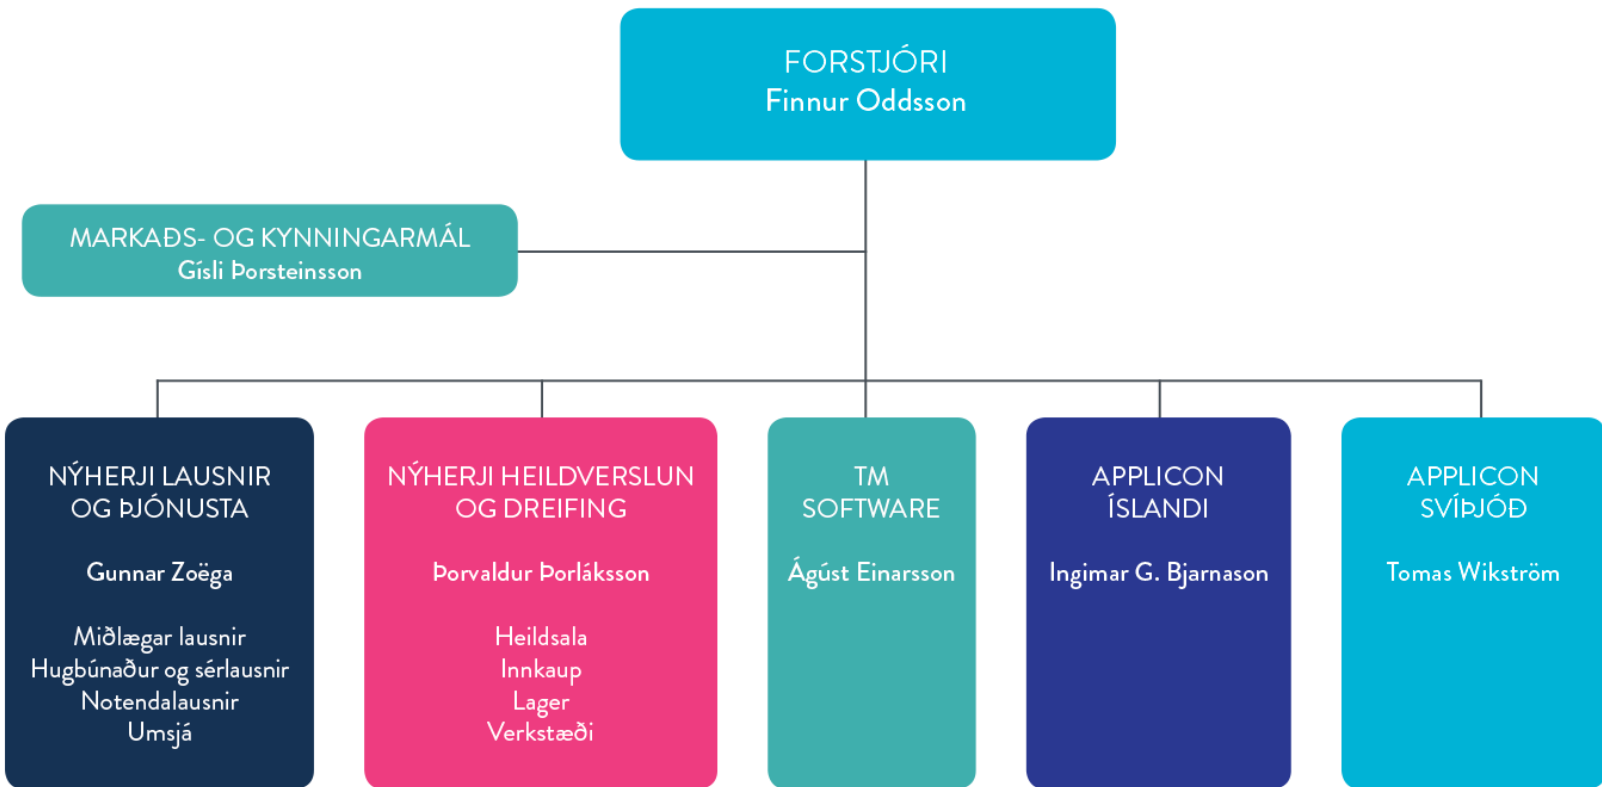 FORSTJÓRI
Finnur Oddsson
MARKAÐS- OG KYNNINGARMÁL
Gísli Þorsteinsson
NÝHERJI LAUSNIR
OG ÞJÓNUSTA
Gunnar Zoëga
Miðlægar lausnir
Hugbúnaður og sérlausnir
Notendalausnir
Umsjá
NÝHERJI HEILDVERSLUN
OG DREIFING
Þorvaldur Þorláksson
Heildsala
Innkaup
Lager
Verkstæði
TM
SOFTWARE
Ágúst Einarsson
APPLICON
ÍSLANDI
Ingimar G. Bjarnason
APPLICON
SVÍÞJÓÐ
Tomas Wikström